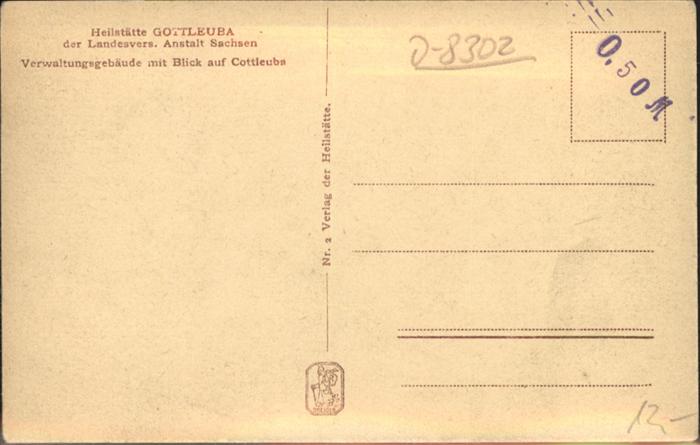 Heilstätte GOTTLEUBA
der Landesvers. Anstalt Sachsen
Verwaltungsgebäude mit Blick auf Cottleuba
D-8302
0,50 M
Nr. 2 Verlag der Heilstätte.
12,-